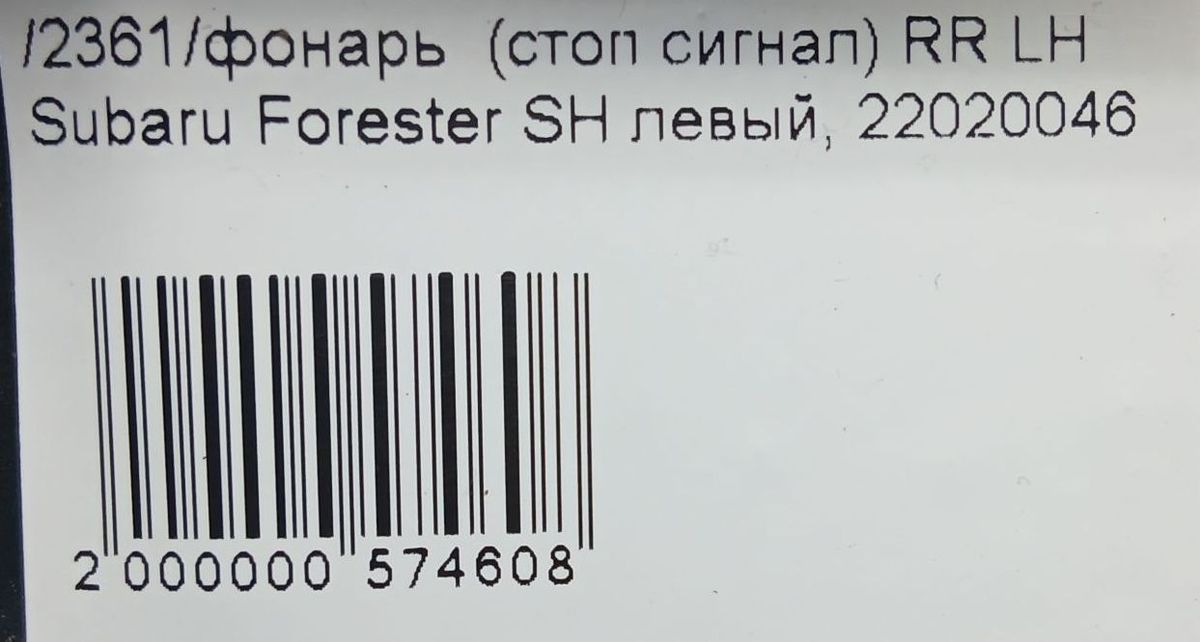 /2361/фонарь (стоп сигнал) RR LH
Subaru Forester SH левый, 22020046
2 000000 574608